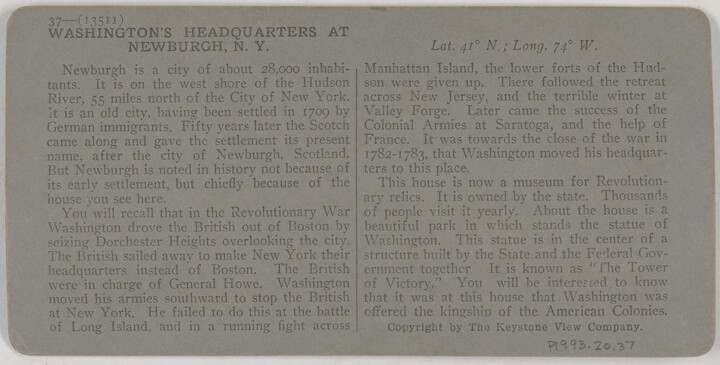 37—(13511)
WASHINGTON'S HEADQUARTERS AT
NEWBURGH, N. Y.
Newburgh is a city of about 28,000 inhabi-
tants. It is on the west shore of the Hudson
River, 55 miles north of the City of New York.
It is an old city, having been settled in 1709 by
German immigrants. Fifty years later the Scotch
came along and gave the settlement its present
name, after the city of Newburgh, Scotland.
But Newburgh is noted in history not because of
its early settlement, but chiefly because of the
house you see here.
You will recall that in the Revolutionary War
Washington drove the British out of Boston by
seizing Dorchester Heights overlooking the city.
The British sailed away to make New York their
headquarters instead of Boston. The British
were in charge of General Howe. Washington
moved his armies southward to stop the British
at New York. He failed to do this at the battle
of Long Island, and in a running fight across
Lat. 41° N.; Long. 74° W.
Manhattan Island, the lower forts of the Hud-
son were given up. There followed the retreat
across New Jersey, and the terrible winter at
Valley Forge. Later came the success of the
Colonial Armies at Saratoga, and the help of
France. It was towards the close of the war in
1782-1783, that Washington moved his headquar-
ters to this place.
This house is now a museum for Revolution-
ary relics. It is owned by the state. Thousands
of people visit it yearly. About the house is a
beautiful park in which stands the statue of
Washington. This statue is in the center of a
structure built by the State and the Federal Gov-
ernment together. It is known as "The Tower
of Victory." You will be interested to know
that it was at this house that Washington was
offered the kingship of the American Colonies.
Copyright by The Keystone View Company.
P1993.20.37